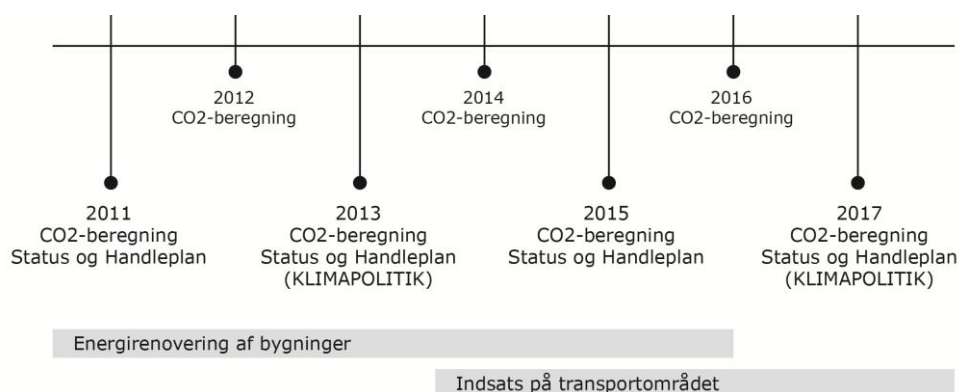 2012
CO2-beregning
2014
CO2-beregning
2016
CO2-beregning
2011
CO2-beregning
Status og Handleplan
2013
CO2-beregning
Status og Handleplan
(KLIMAPOLITIK)
2015
CO2-beregning
Status og Handleplan
2017
CO2-beregning
Status og Handleplan
(KLIMAPOLITIK)
Energirenovering af bygninger
Indsats på transportområdet